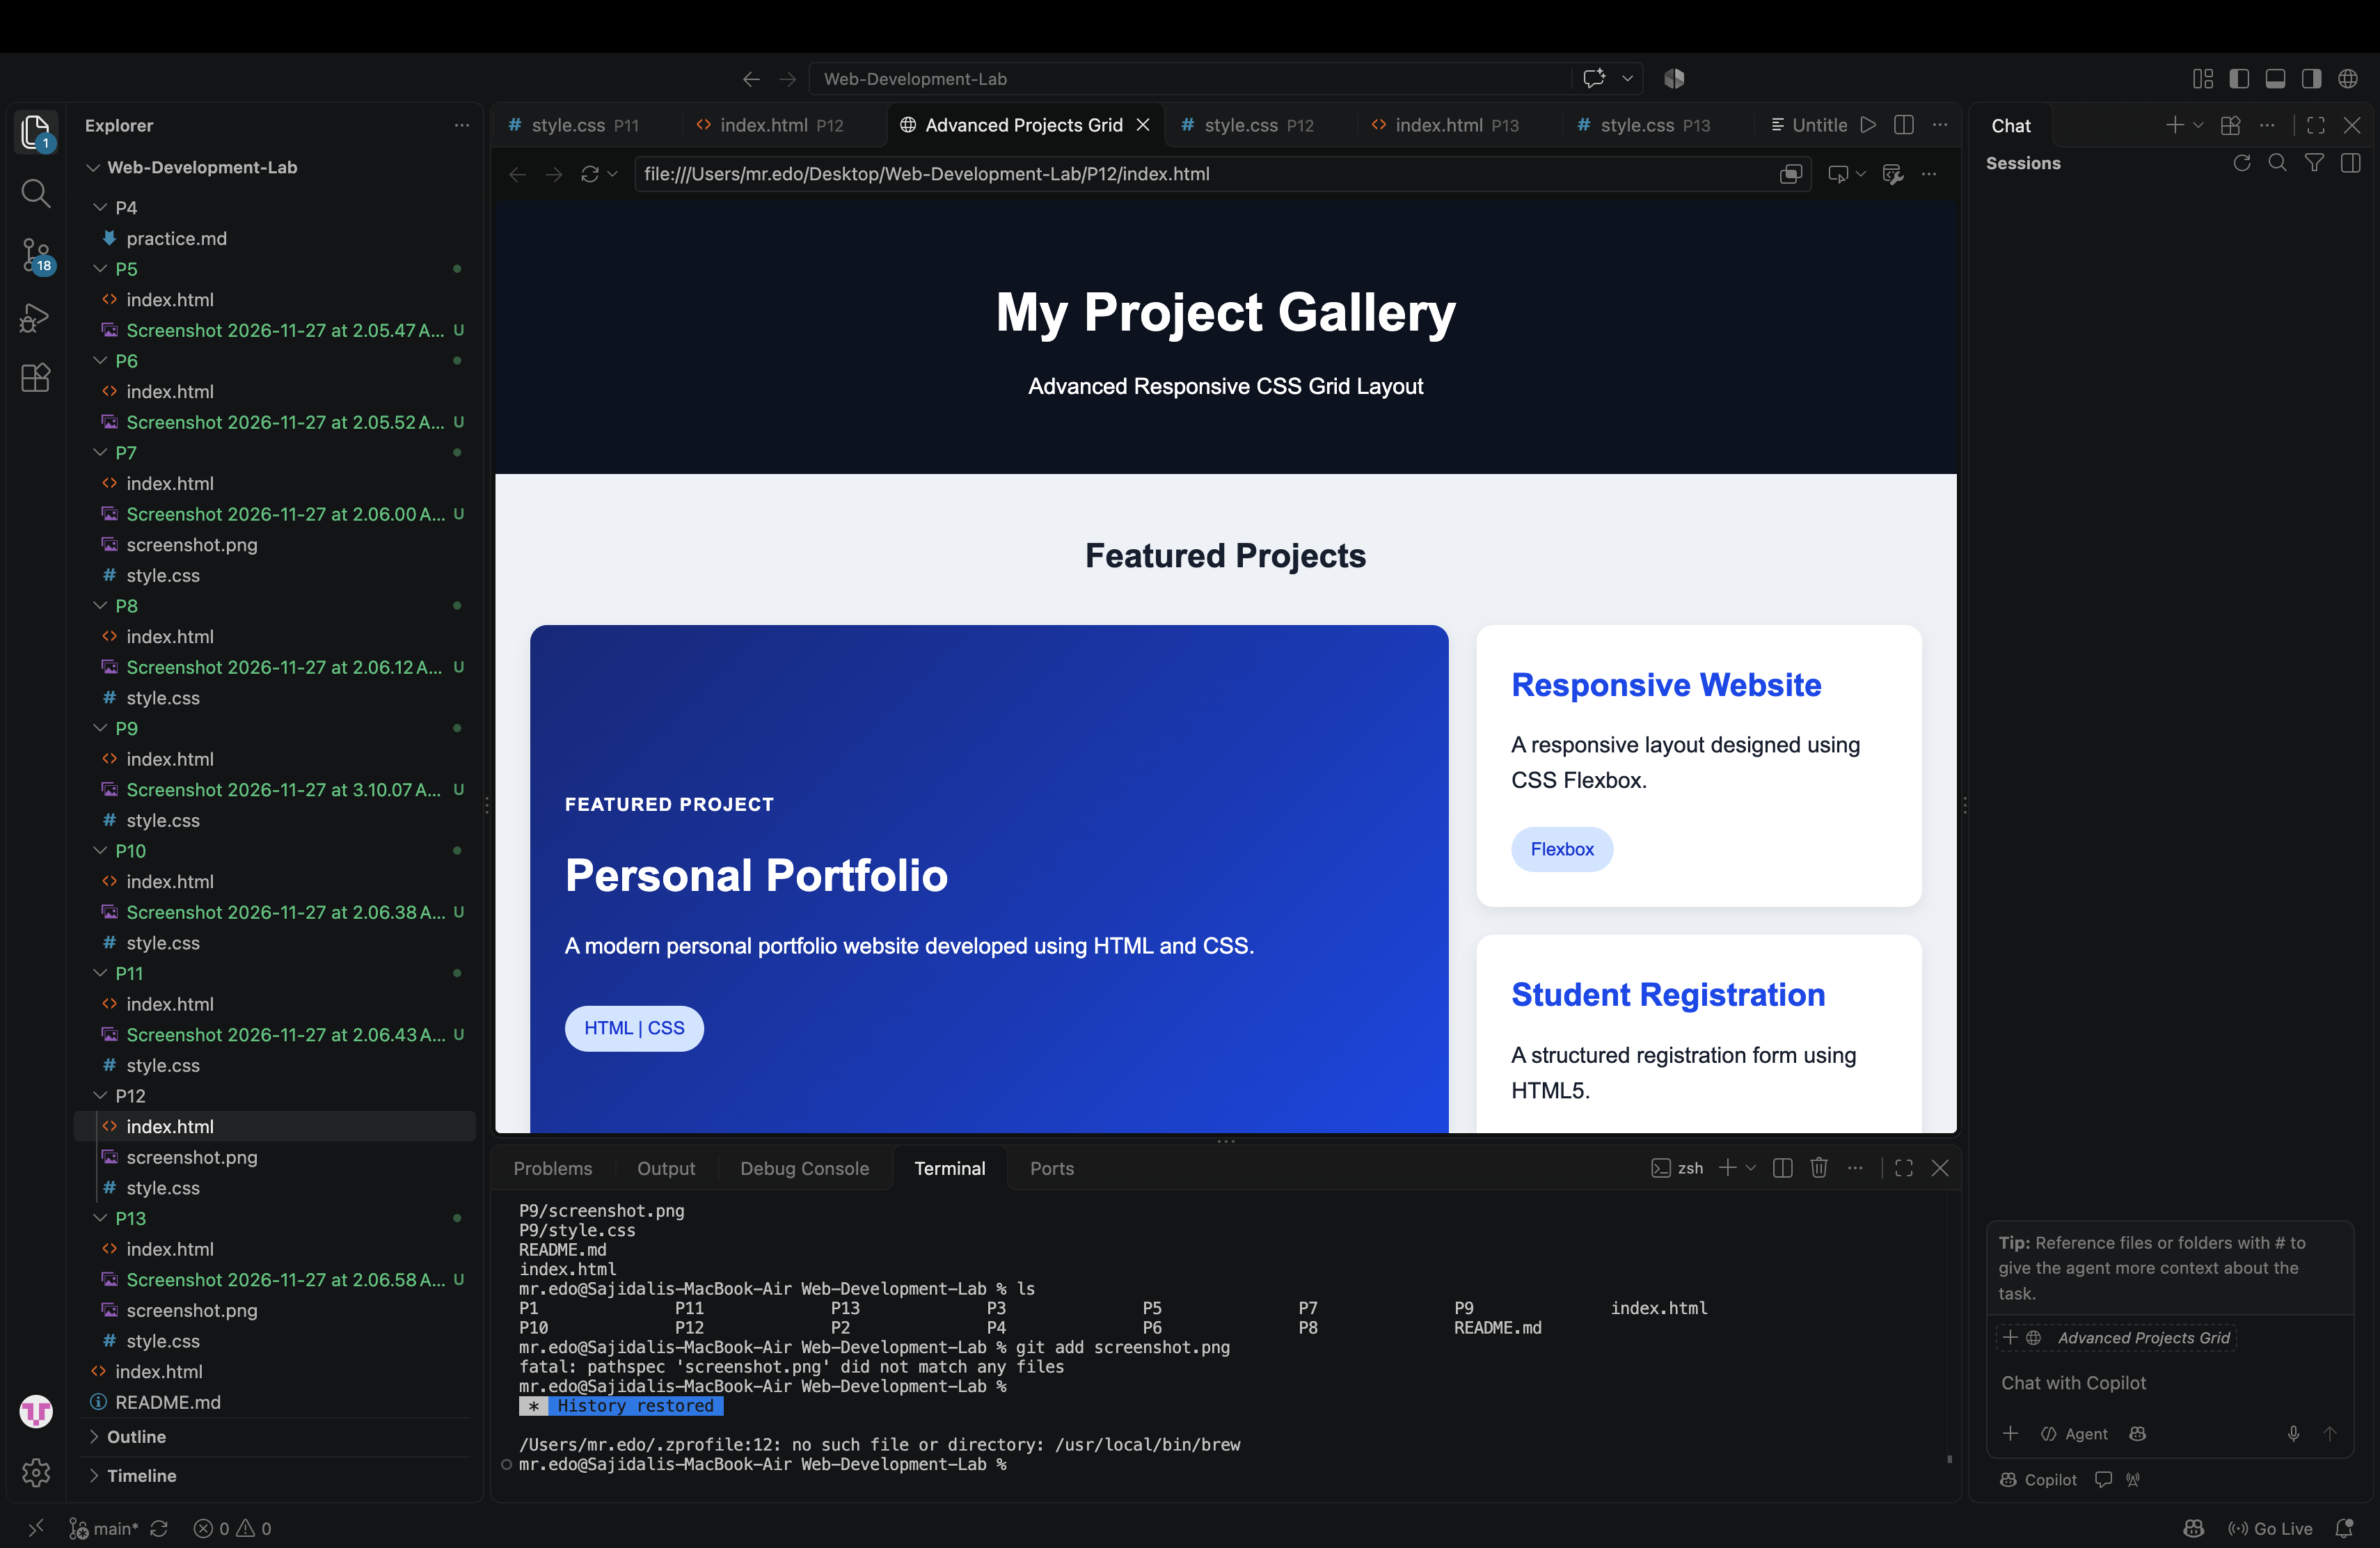 Web-Development-Lab
Explorer
Web-Development-Lab
P4
practice.md
P5
index.html
Screenshot 2026-11-27 at 2.05.47 A... U
P6
index.html
Screenshot 2026-11-27 at 2.05.52 A... U
P7
index.html
Screenshot 2026-11-27 at 2.06.00 A... U
screenshot.png
style.css
P8
index.html
Screenshot 2026-11-27 at 2.06.12 A... U
style.css
P9
index.html
Screenshot 2026-11-27 at 3.10.07 A... U
style.css
P10
index.html
Screenshot 2026-11-27 at 2.06.38 A... U
style.css
P11
index.html
Screenshot 2026-11-27 at 2.06.43 A... U
style.css
P12
index.html
screenshot.png
style.css
P13
index.html
Screenshot 2026-11-27 at 2.06.58 A... U
screenshot.png
style.css
index.html
README.md
Outline
Timeline
1
18
style.css P11 index.html P12 Advanced Projects Grid style.css P12 index.html P13 style.css P13 Untitle
file:///Users/mr.edo/Desktop/Web-Development-Lab/P12/index.html
My Project Gallery
Advanced Responsive CSS Grid Layout
Featured Projects
FEATURED PROJECT
Personal Portfolio
A modern personal portfolio website developed using HTML and CSS.
HTML | CSS
Responsive Website
A responsive layout designed using
CSS Flexbox.
Flexbox
Student Registration
A structured registration form using
HTML5.
Problems Output Debug Console Terminal Ports
zsh
P9/screenshot.png
P9/style.css
README.md
index.html
mr.edo@Sajidalis-MacBook-Air Web-Development-Lab % ls
P1 P11 P13 P3 P5 P7 P9 index.html
P10 P12 P2 P4 P6 P8 README.md
mr.edo@Sajidalis-MacBook-Air Web-Development-Lab % git add screenshot.png
fatal: pathspec 'screenshot.png' did not match any files
mr.edo@Sajidalis-MacBook-Air Web-Development-Lab %
* History restored
/Users/mr.edo/.zprofile:12: no such file or directory: /usr/local/bin/brew
mr.edo@Sajidalis-MacBook-Air Web-Development-Lab %
Chat
Sessions
Tip: Reference files or folders with # to
give the agent more context about the
task.
Advanced Projects Grid
Chat with Copilot
Agent
Copilot
main* 0 0
Go Live